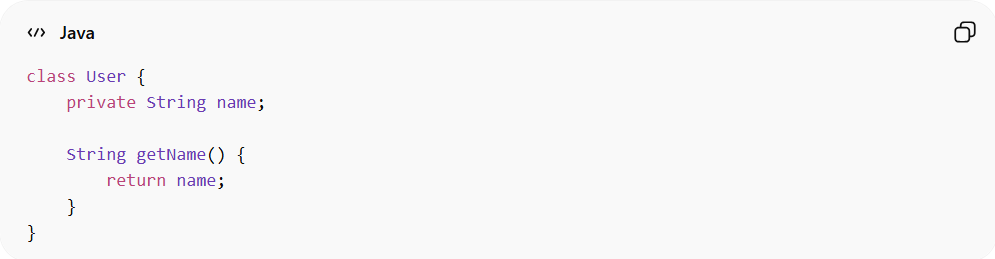 </> Java
class User {
    private String name;

    String getName() {
        return name;
    }
}